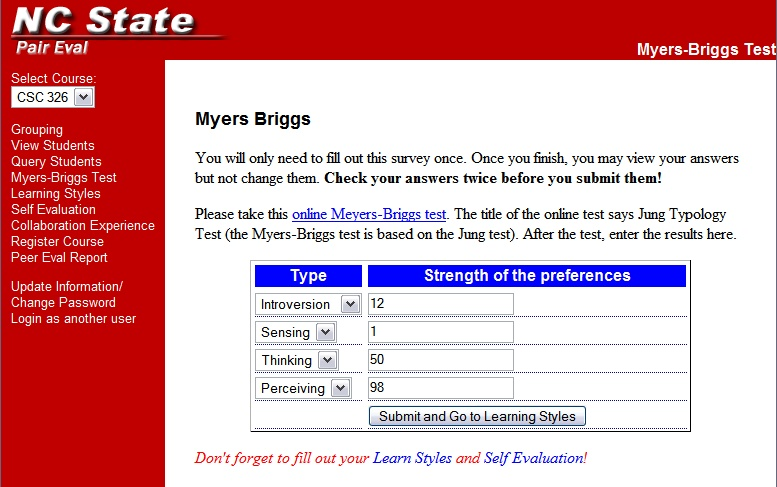 NC State
Pair Eval
Myers-Briggs Test
Select Course:
CSC 326
Grouping
View Students
Query Students
Myers-Briggs Test
Learning Styles
Self Evaluation
Collaboration Experience
Register Course
Peer Eval Report
Update Information/
Change Password
Login as another user
Myers Briggs
You will only need to fill out this survey once. Once you finish, you may view your answers
but not change them. Check your answers twice before you submit them!
Please take this online Meyers-Briggs test. The title of the online test says Jung Typology
Test (the Myers-Briggs test is based on the Jung test). After the test, enter the results here.
Type Strength of the preferences
Introversion 12
Sensing 1
Thinking 50
Perceiving 98
Submit and Go to Learning Styles
Don't forget to fill out your Learn Styles and Self Evaluation!